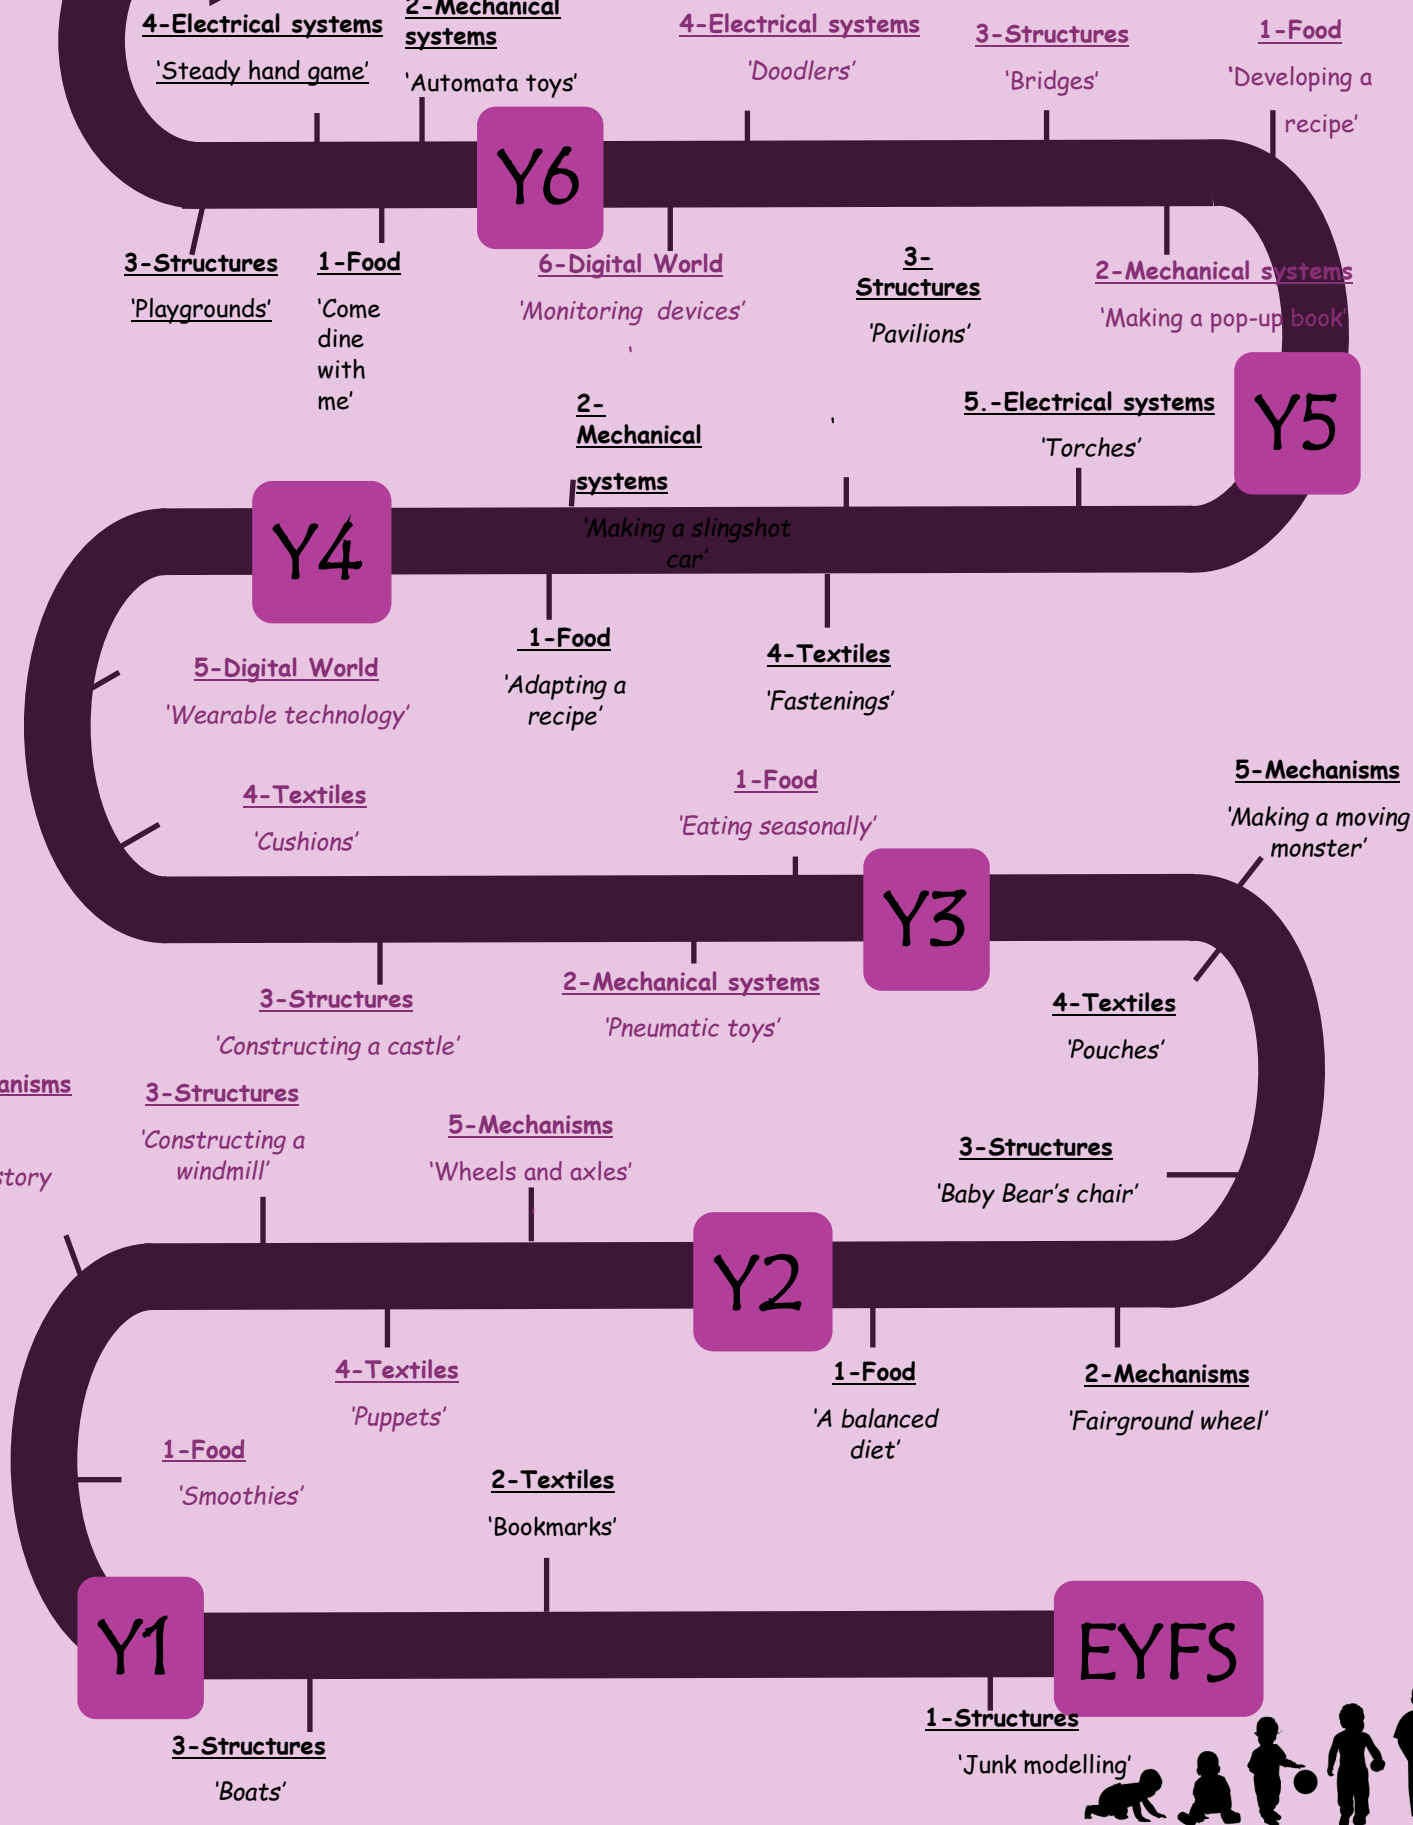 4-Electrical systems
‘Steady hand game’
2-Mechanical
systems
‘Automata toys’
4-Electrical systems
‘Doodlers’
3-Structures
‘Bridges’
1-Food
‘Developing a
recipe’
Y6
3-Structures
‘Playgrounds’
1-Food
‘Come
dine
with
me’
6-Digital World
‘Monitoring devices’
‘
3-
Structures
‘Pavilions’
2-Mechanical systems
‘Making a pop-up book’
Y5
2-
Mechanical
systems
‘Making a slingshot
car’
‘
5.-Electrical systems
‘Torches’
Y4
5-Digital World
‘Wearable technology’
1-Food
‘Adapting a
recipe’
4-Textiles
‘Fastenings’
4-Textiles
‘Cushions’
1-Food
‘Eating seasonally’
5-Mechanisms
‘Making a moving
monster’
Y3
3-Structures
‘Constructing a castle’
2-Mechanical systems
‘Pneumatic toys’
4-Textiles
‘Pouches’
anisms
story
3-Structures
‘Constructing a
windmill’
5-Mechanisms
‘Wheels and axles’
3-Structures
‘Baby Bear’s chair’
Y2
4-Textiles
‘Puppets’
1-Food
‘A balanced
diet’
2-Mechanisms
‘Fairground wheel’
1-Food
‘Smoothies’
2-Textiles
‘Bookmarks’
Y1
EYFS
3-Structures
‘Boats’
1-Structures
‘Junk modelling’